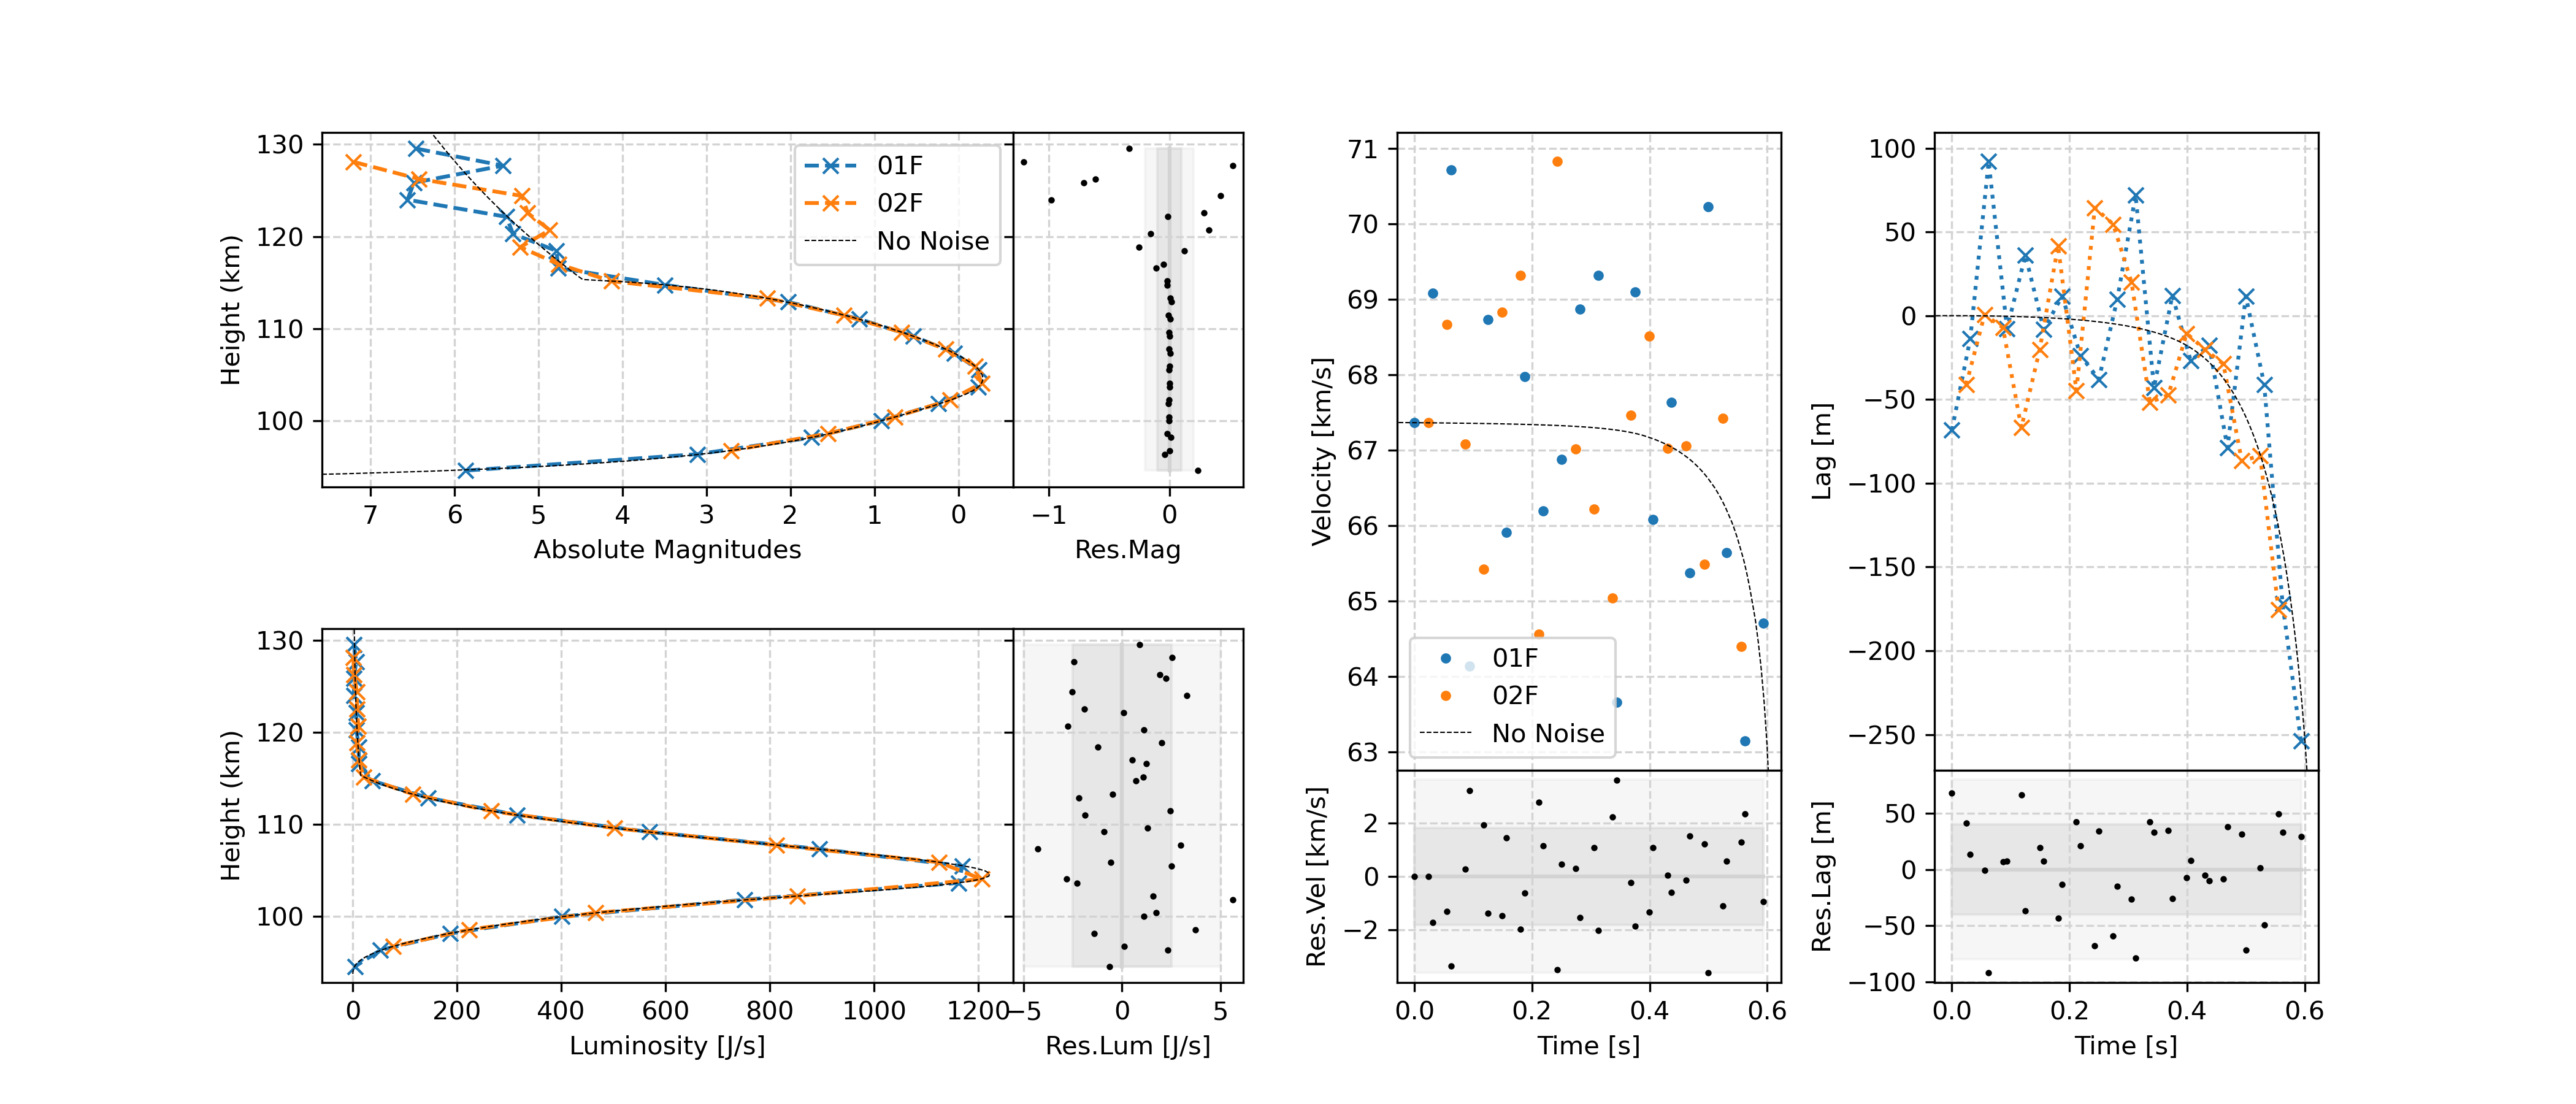 130
120
110
100
Height (km)
7 6 5 4 3 2 1 0
Absolute Magnitudes
01F
02F
No Noise
−1 0
Res.Mag
130
120
110
100
Height (km)
0 200 400 600 800 1000 1200
Luminosity [J/s]
−5 0 5
Res.Lum [J/s]
71
70
69
68
67
66
65
64
63
Velocity [km/s]
01F
02F
No Noise
2
0
−2
Res.Vel [km/s]
0.0 0.2 0.4 0.6
Time [s]
100
50
0
−50
−100
−150
−200
−250
Lag [m]
50
0
−50
−100
Res.Lag [m]
0.0 0.2 0.4 0.6
Time [s]